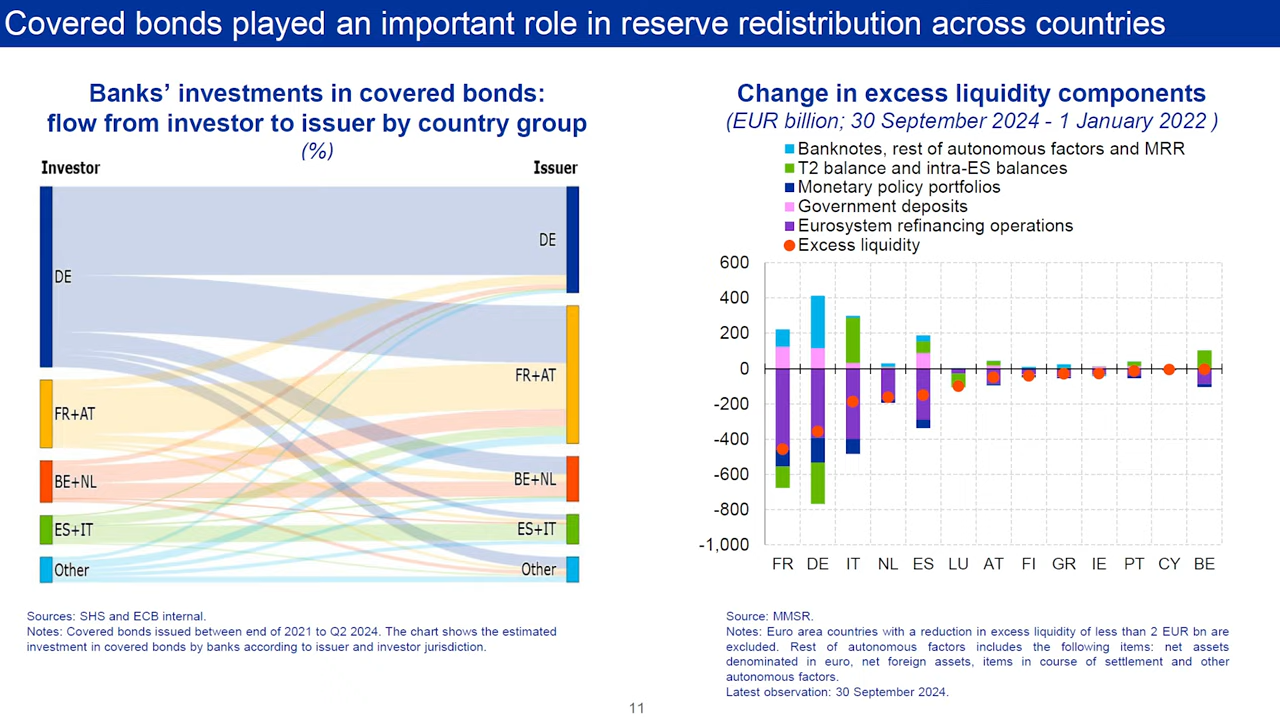 Covered bonds played an important role in reserve redistribution across countries
Banks’ investments in covered bonds:
flow from investor to issuer by country group
(%)
Investor
Issuer
DE
FR+AT
BE+NL
ES+IT
Other
DE
FR+AT
BE+NL
ES+IT
Other
Sources: SHS and ECB internal.
Notes: Covered bonds issued between end of 2021 to Q2 2024. The chart shows the estimated
investment in covered bonds by banks according to issuer and investor jurisdiction.
Change in excess liquidity components
(EUR billion; 30 September 2024 - 1 January 2022 )
Banknotes, rest of autonomous factors and MRR
T2 balance and intra-ES balances
Monetary policy portfolios
Government deposits
Eurosystem refinancing operations
Excess liquidity
600
400
200
0
-200
-400
-600
-800
-1,000
FR DE IT NL ES LU AT FI GR IE PT CY BE
Source: MMSR.
Notes: Euro area countries with a reduction in excess liquidity of less than 2 EUR bn are
excluded. Rest of autonomous factors includes the following items: net assets
denominated in euro, net foreign assets, items in course of settlement and other
autonomous factors.
Latest observation: 30 September 2024.
11